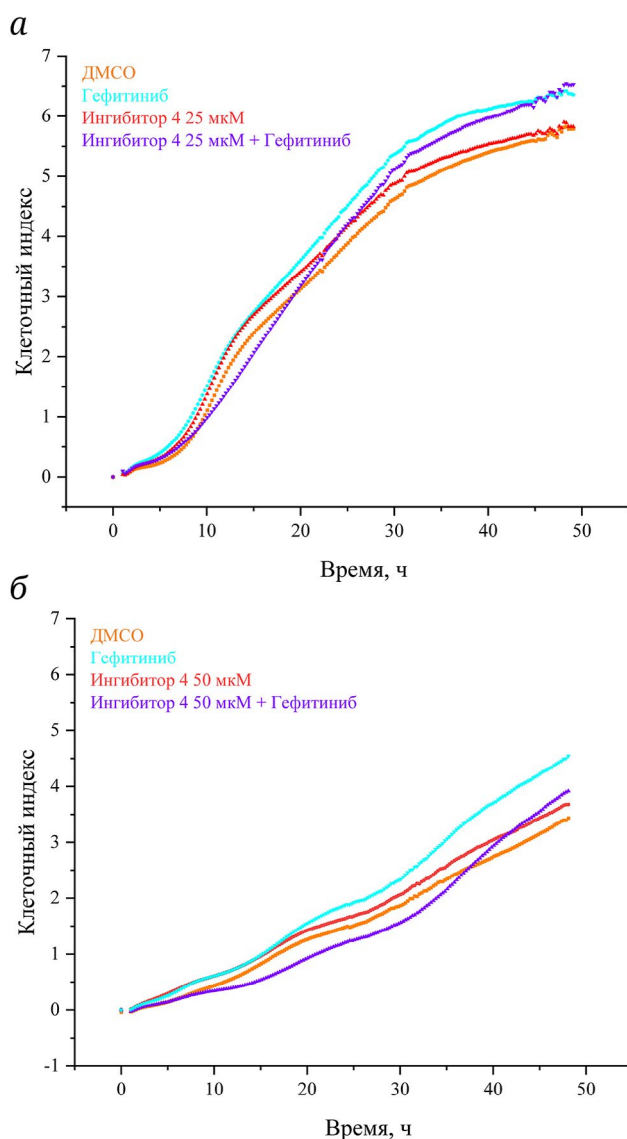 а
7
ДМСО
Гефитиниб
Ингибитор 4 25 мкМ
Ингибитор 4 25 мкМ + Гефитиниб
6
5
4
3
2
1
0
Клеточный индекс
0 10 20 30 40 50
Время, ч
б
7
ДМСО
Гефитиниб
Ингибитор 4 50 мкМ
Ингибитор 4 50 мкМ + Гефитиниб
6
5
4
3
2
1
0
-1
Клеточный индекс
0 10 20 30 40 50
Время, ч